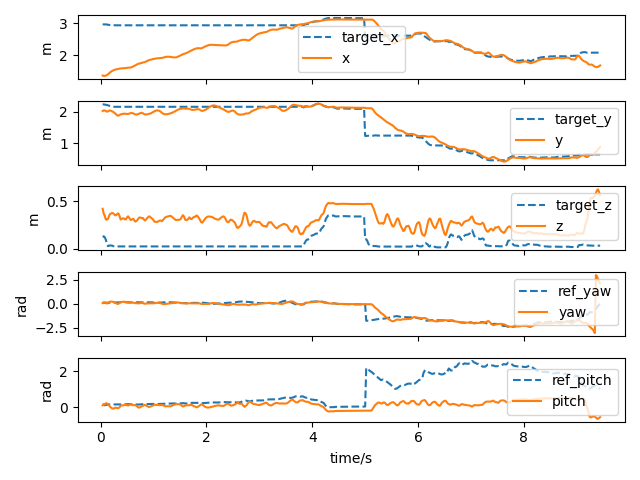 3
2
m
target_x
x
2
1
m
target_y
y
0.5
0.0
m
target_z
z
2.5
0.0
−2.5
rad
ref_yaw
yaw
2
0
rad
ref_pitch
pitch
0 2 4 6 8
time/s